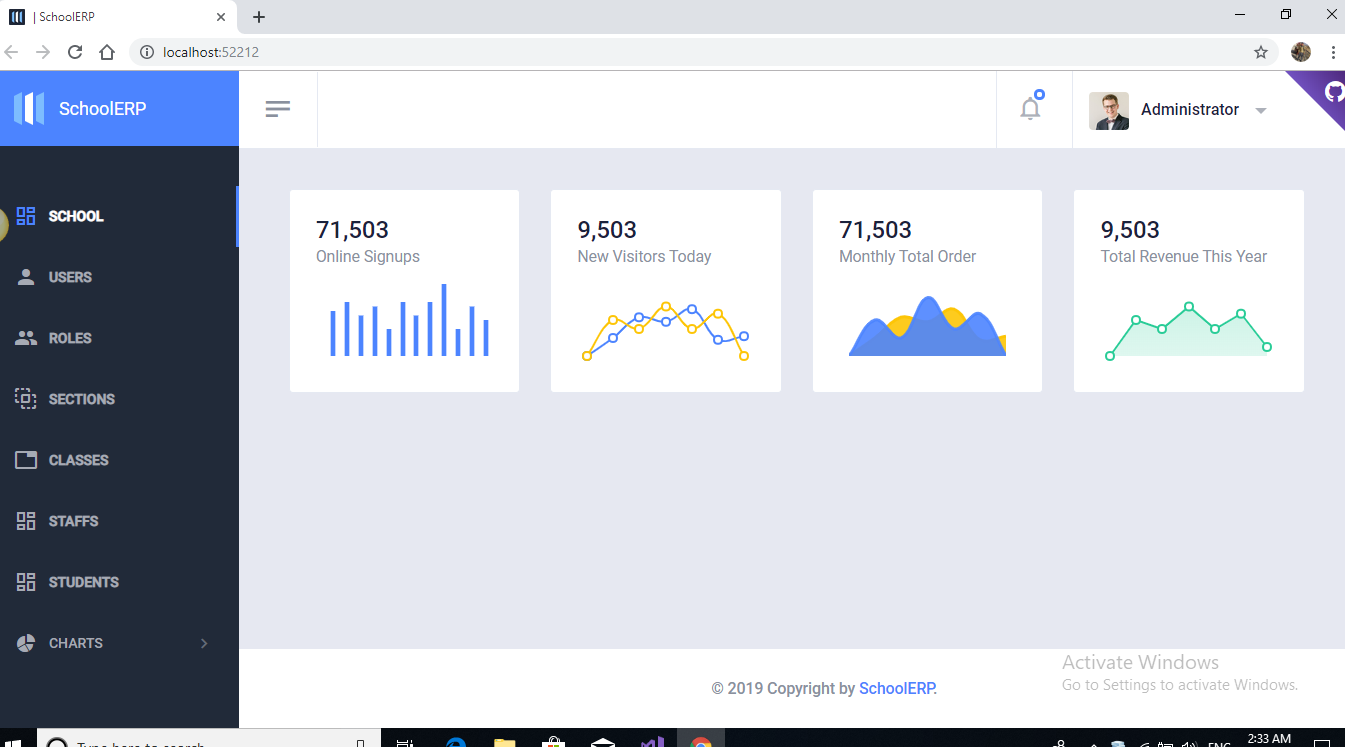 | SchoolERP
localhost:52212
SchoolERP
Administrator
SCHOOL
USERS
ROLES
SECTIONS
CLASSES
STAFFS
STUDENTS
CHARTS
71,503
Online Signups
9,503
New Visitors Today
71,503
Monthly Total Order
9,503
Total Revenue This Year
© 2019 Copyright by SchoolERP.
Activate Windows
Go to Settings to activate Windows.
Type here to search
ENG
2:33 AM